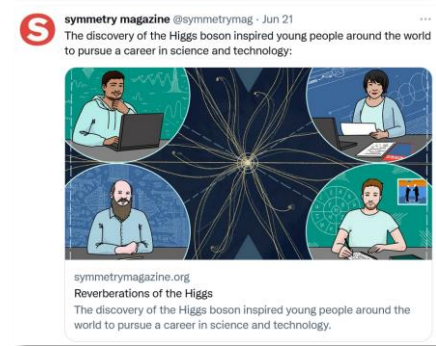 S
symmetry magazine @symmetrymag · Jun 21
The discovery of the Higgs boson inspired young people around the world
to pursue a career in science and technology:
symmetrymagazine.org
Reverberations of the Higgs
The discovery of the Higgs boson inspired young people around the
world to pursue a career in science and technology.